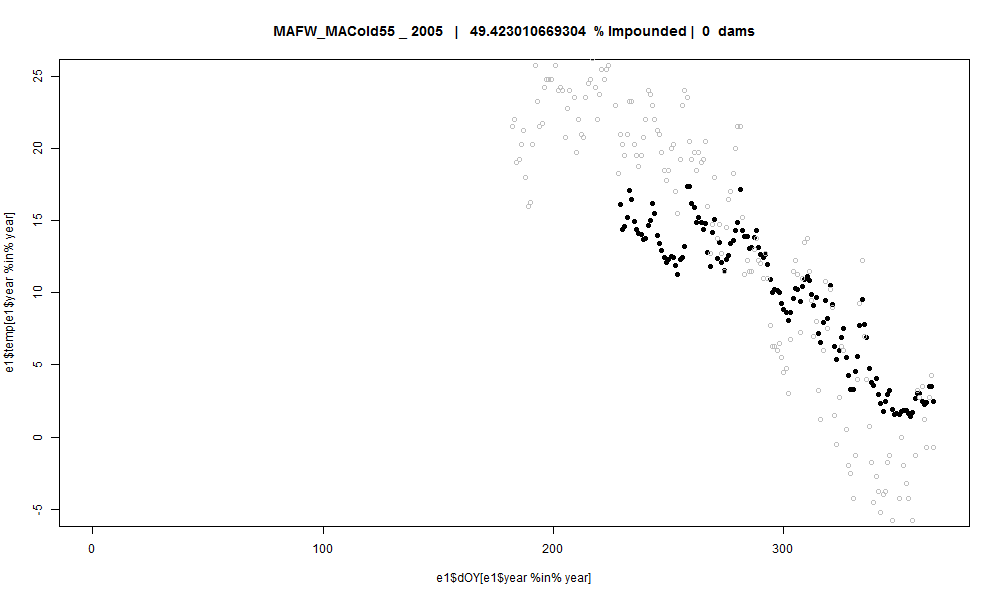 MAFW_MACold55 _ 2005 | 49.423010669304 % Impounded | 0 dams
25
20
15
10
5
0
-5
e1$temp[e1$year %in% year]
0 100 200 300
e1$dOY[e1$year %in% year]